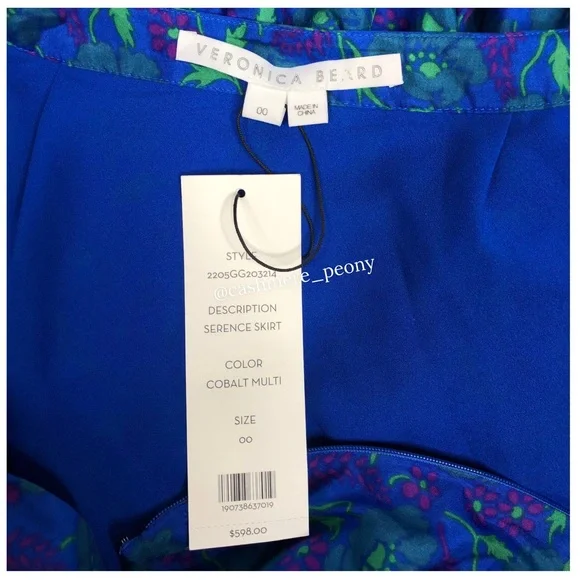 VERONICA BEARD
00
MADE IN
CHINA
STYLE
2205GG203214
@cashmere_peony
DESCRIPTION
SERENCE SKIRT
COLOR
COBALT MULTI
SIZE
00
190738637019
$598.00